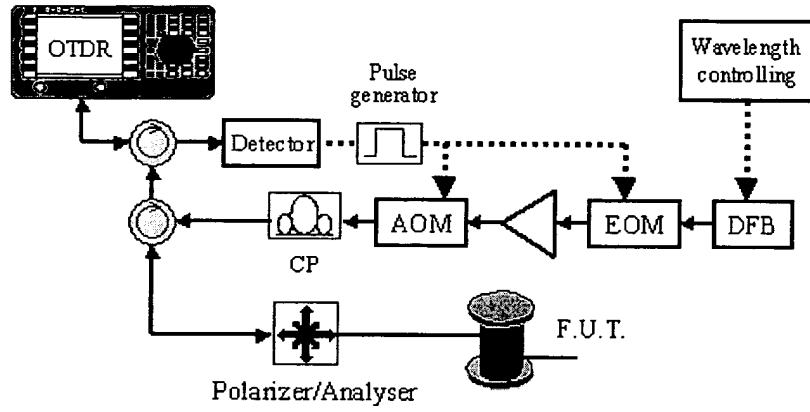 OTDR
Wavelength
controlling
Pulse
generator
Detector
AOM
EOM
DFB
CP
F.U.T.
Polarizer/Analyser